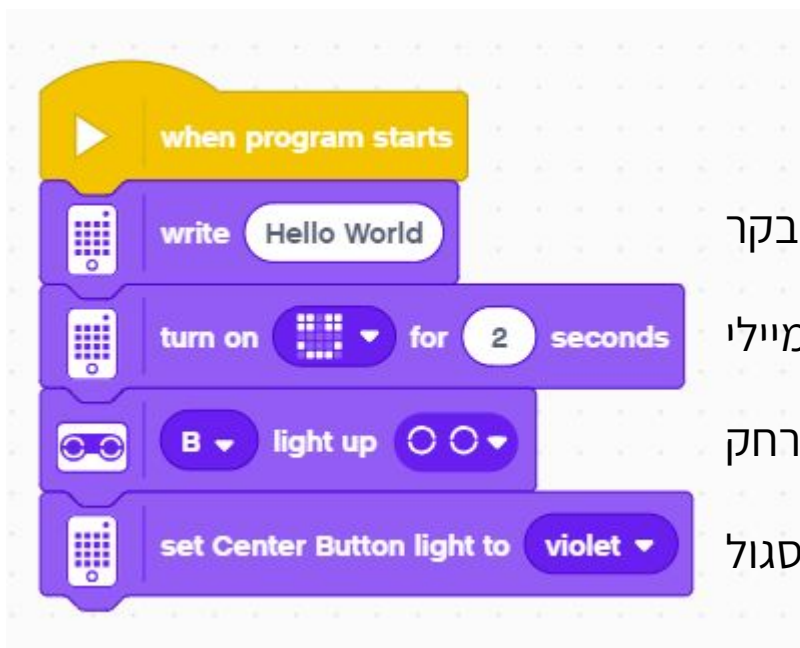 when program starts
write Hello World
בקר
turn on for 2 seconds
מיילי
B light up
רחק
set Center Button light to violet
סגול